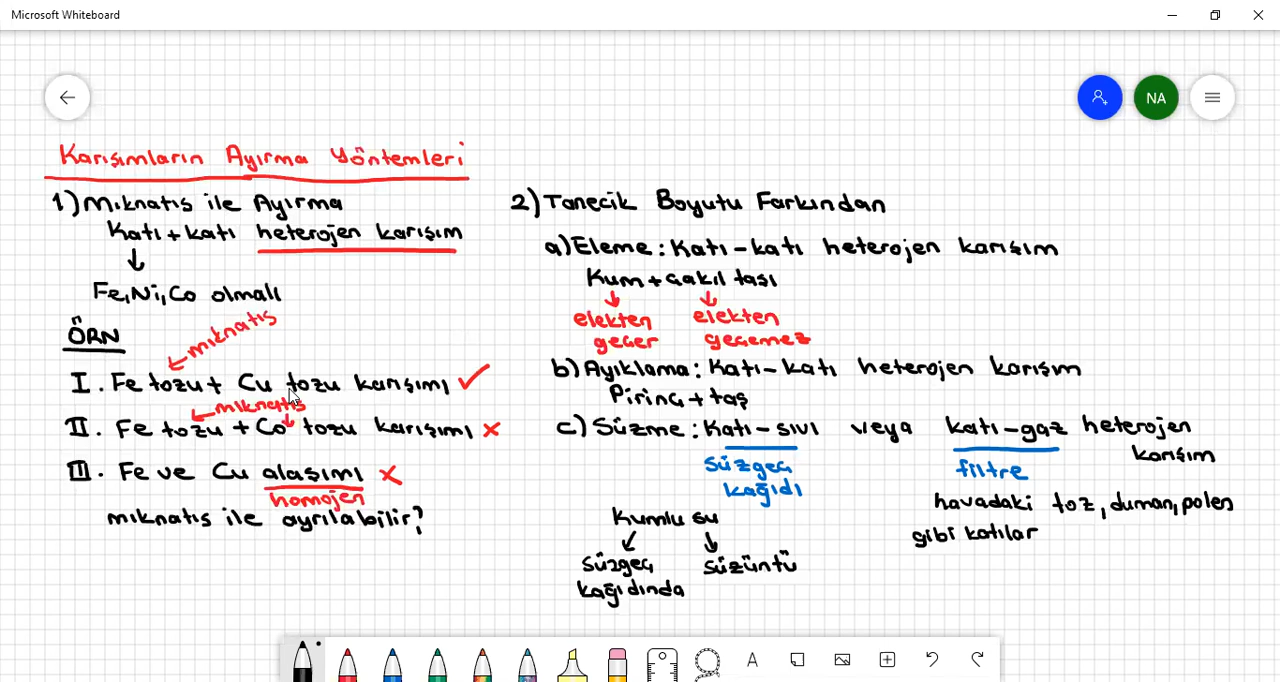 Microsoft Whiteboard
NA
Karışımların Ayırma Yöntemleri
1) Mıknatıs ile Ayırma
Katı + katı heterojen karışım
Fe, Ni, Co olmalı
ÖRN
mıknatıs
I. Fe tozu + Cu tozu karışımı
mıknatıs
II. Fe tozu + Co tozu karışımı
III. Fe ve Cu alaşımı
homojen
mıknatıs ile ayrılabilir?
2) Tanecik Boyutu Farkından
a) Eleme: Katı - katı heterojen karışım
Kum + çakıl taşı
elekten geçer
elekten geçemez
b) Ayıklama: Katı - katı heterojen karışım
Pirinç + taş
c) Süzme: Katı - sıvı veya katı - gaz heterojen karışım
süzgeç kağıdı
filtre
havadaki toz, duman, polen
gibi katılar
Kumlu su
süzgeç kağıdında
süzüntü
A